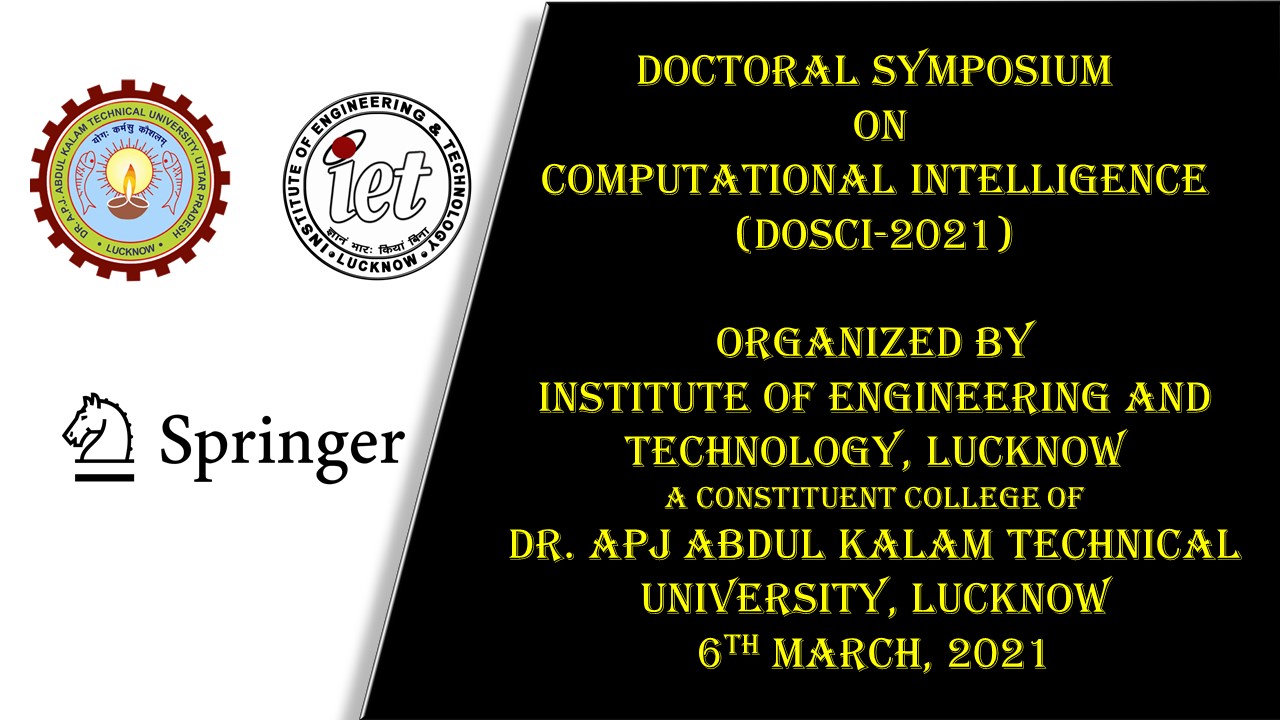 DR. A.P.J. ABDUL KALAM TECHNICAL UNIVERSITY, UTTAR PRADESH
योगः कर्मसु कौशलम्
• LUCKNOW •
INSTITUTE OF ENGINEERING & TECHNOLOGY
iet
ज्ञानं भारः कियां बिना
• LUCKNOW •
Springer
DOCTORAL SYMPOSIUM
ON
COMPUTATIONAL INTELLIGENCE
(DOSCI-2021)
ORGANIZED BY
INSTITUTE OF ENGINEERING AND
TECHNOLOGY, LUCKNOW
A CONSTITUENT COLLEGE OF
DR. APJ ABDUL KALAM TECHNICAL
UNIVERSITY, LUCKNOW
6TH MARCH, 2021